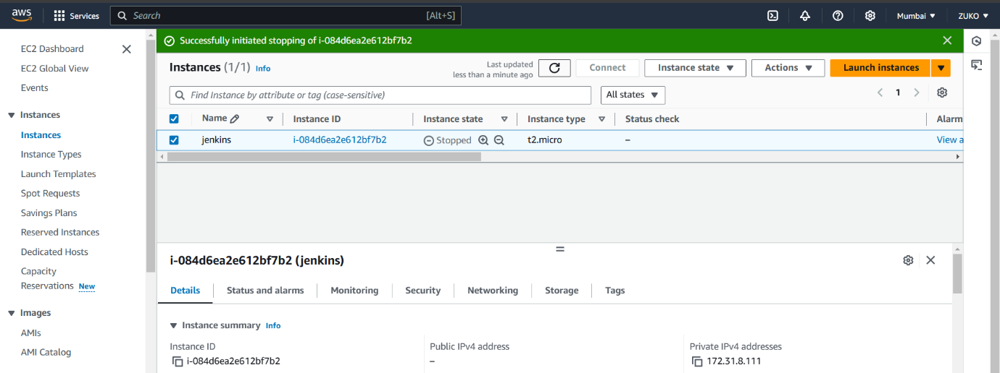 aws Services Search [Alt+S] Mumbai ▼ ZUKO ▼
EC2 Dashboard
EC2 Global View
Events
Instances
Instances
Instance Types
Launch Templates
Spot Requests
Savings Plans
Reserved Instances
Dedicated Hosts
Capacity
Reservations New
Images
AMIs
AMI Catalog
Successfully initiated stopping of i-084d6ea2e612bf7b2
Instances (1/1) Info
Last updated
less than a minute ago
Connect Instance state ▼ Actions ▼ Launch instances ▼
Find Instance by attribute or tag (case-sensitive) All states ▼ 1
Name Instance ID Instance state Instance type Status check Alarm
jenkins i-084d6ea2e612bf7b2 Stopped t2.micro – View a
i-084d6ea2e612bf7b2 (jenkins)
Details Status and alarms Monitoring Security Networking Storage Tags
Instance summary Info
Instance ID Public IPv4 address Private IPv4 addresses
i-084d6ea2e612bf7b2 – 172.31.8.111